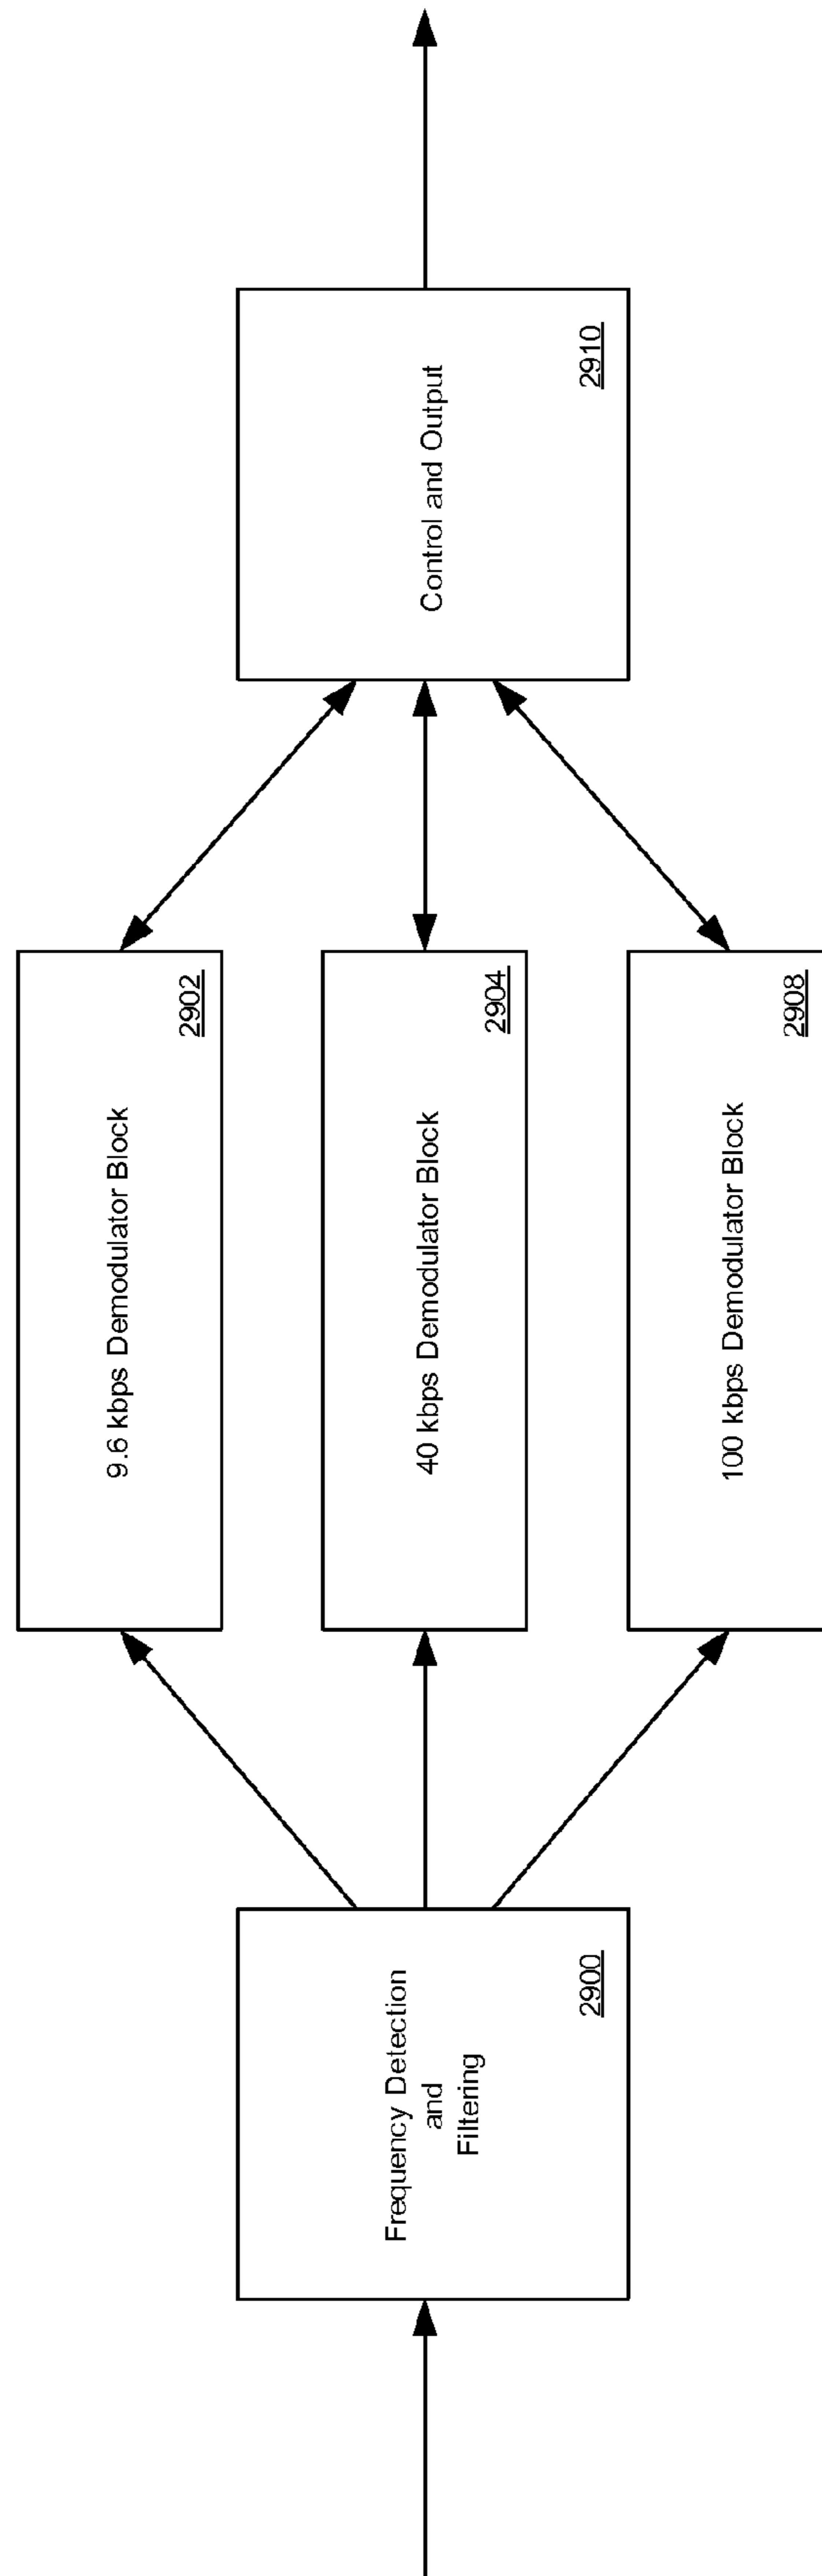 Frequency Detection
and
Filtering
2900
9.6 kbps Demodulator Block
2902
40 kbps Demodulator Block
2904
100 kbps Demodulator Block
2908
Control and Output
2910